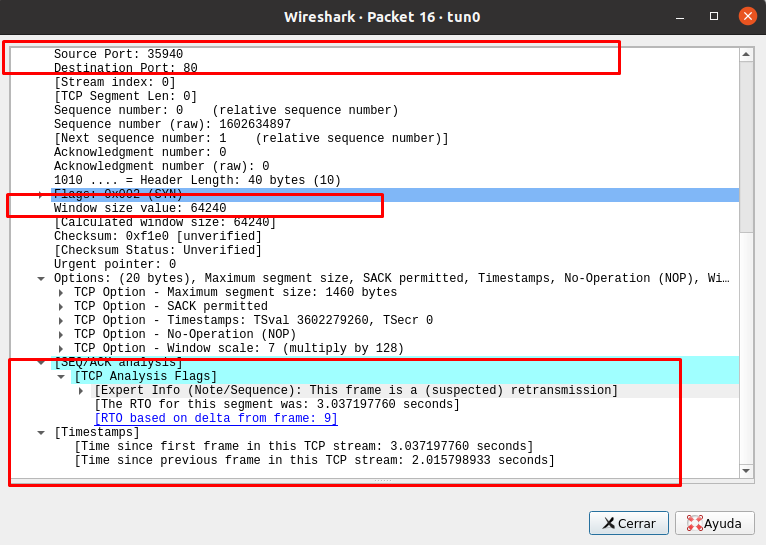 Wireshark · Packet 16 · tun0
Source Port: 35940
Destination Port: 80
[Stream index: 0]
[TCP Segment Len: 0]
Sequence number: 0    (relative sequence number)
Sequence number (raw): 1602634897
[Next sequence number: 1    (relative sequence number)]
Acknowledgment number: 0
Acknowledgment number (raw): 0
1010 .... = Header Length: 40 bytes (10)
Flags: 0x002 (SYN)
Window size value: 64240
[Calculated window size: 64240]
Checksum: 0xf1e0 [unverified]
[Checksum Status: Unverified]
Urgent pointer: 0
Options: (20 bytes), Maximum segment size, SACK permitted, Timestamps, No-Operation (NOP), Wi…
TCP Option - Maximum segment size: 1460 bytes
TCP Option - SACK permitted
TCP Option - Timestamps: TSval 3602279260, TSecr 0
TCP Option - No-Operation (NOP)
TCP Option - Window scale: 7 (multiply by 128)
[SEQ/ACK analysis]
[TCP Analysis Flags]
[Expert Info (Note/Sequence): This frame is a (suspected) retransmission]
[The RTO for this segment was: 3.037197760 seconds]
[RTO based on delta from frame: 9]
[Timestamps]
[Time since first frame in this TCP stream: 3.037197760 seconds]
[Time since previous frame in this TCP stream: 2.015798933 seconds]
Cerrar
Ayuda